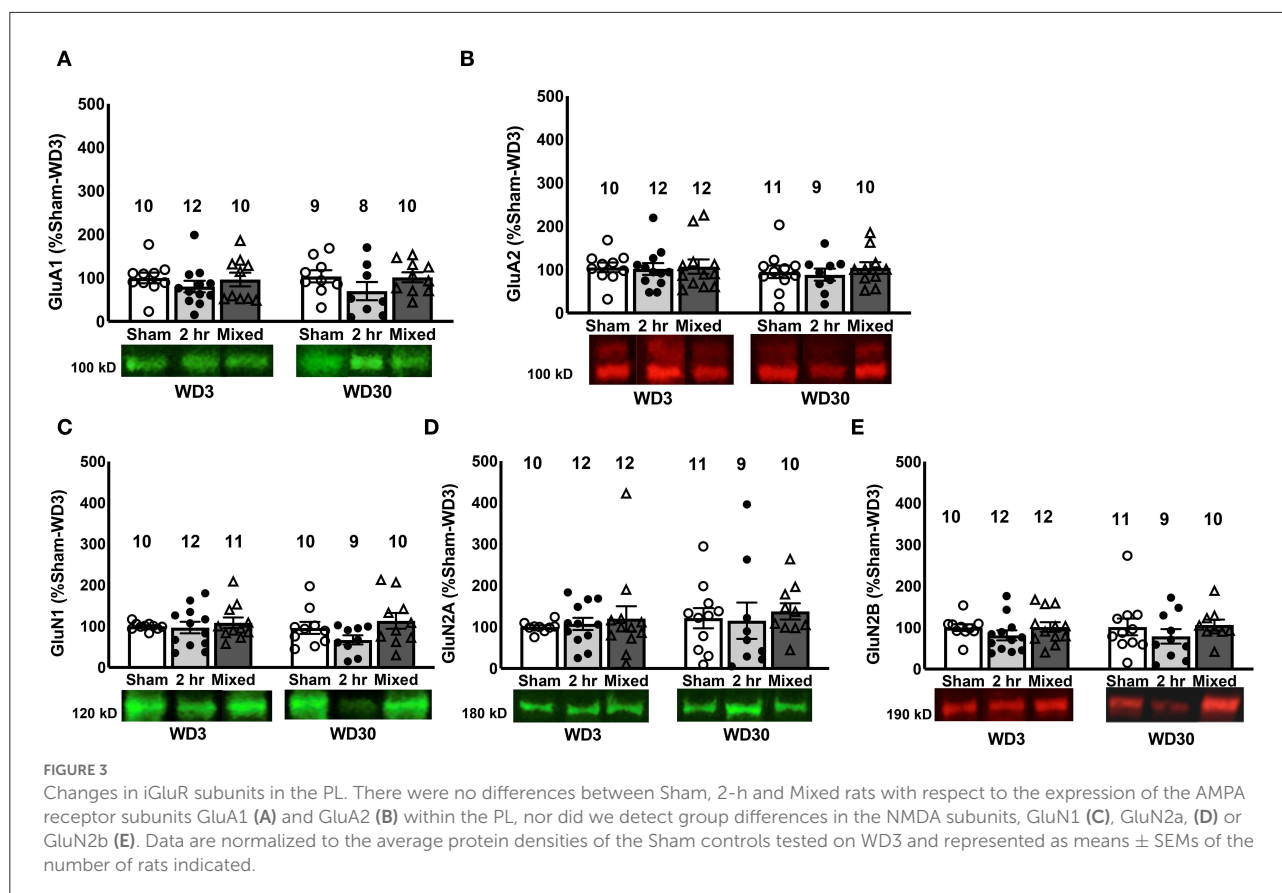 A
GluA1 (%Sham-WD3)
500
400
300
200
100
0
10 12 10 9 8 10
Sham 2 hr Mixed Sham 2 hr Mixed
100 kD
WD3 WD30
B
GluA2 (%Sham-WD3)
500
400
300
200
100
0
10 12 12 11 9 10
Sham 2 hr Mixed Sham 2 hr Mixed
100 kD
WD3 WD30
C
GluN1 (%Sham-WD3)
500
400
300
200
100
0
10 12 11 10 9 10
Sham 2 hr Mixed Sham 2 hr Mixed
120 kD
WD3 WD30
D
GluN2A (%Sham-WD3)
500
400
300
200
100
0
10 12 12 11 9 10
Sham 2 hr Mixed Sham 2 hr Mixed
180 kD
WD3 WD30
E
GluN2B (%Sham-WD3)
500
400
300
200
100
0
10 12 12 11 9 10
Sham 2 hr Mixed Sham 2 hr Mixed
190 kD
WD3 WD30
FIGURE 3
Changes in iGluR subunits in the PL. There were no differences between Sham, 2-h and Mixed rats with respect to the expression of the AMPA
receptor subunits GluA1 (A) and GluA2 (B) within the PL, nor did we detect group differences in the NMDA subunits, GluN1 (C), GluN2a, (D) or
GluN2b (E). Data are normalized to the average protein densities of the Sham controls tested on WD3 and represented as means ± SEMs of the
number of rats indicated.